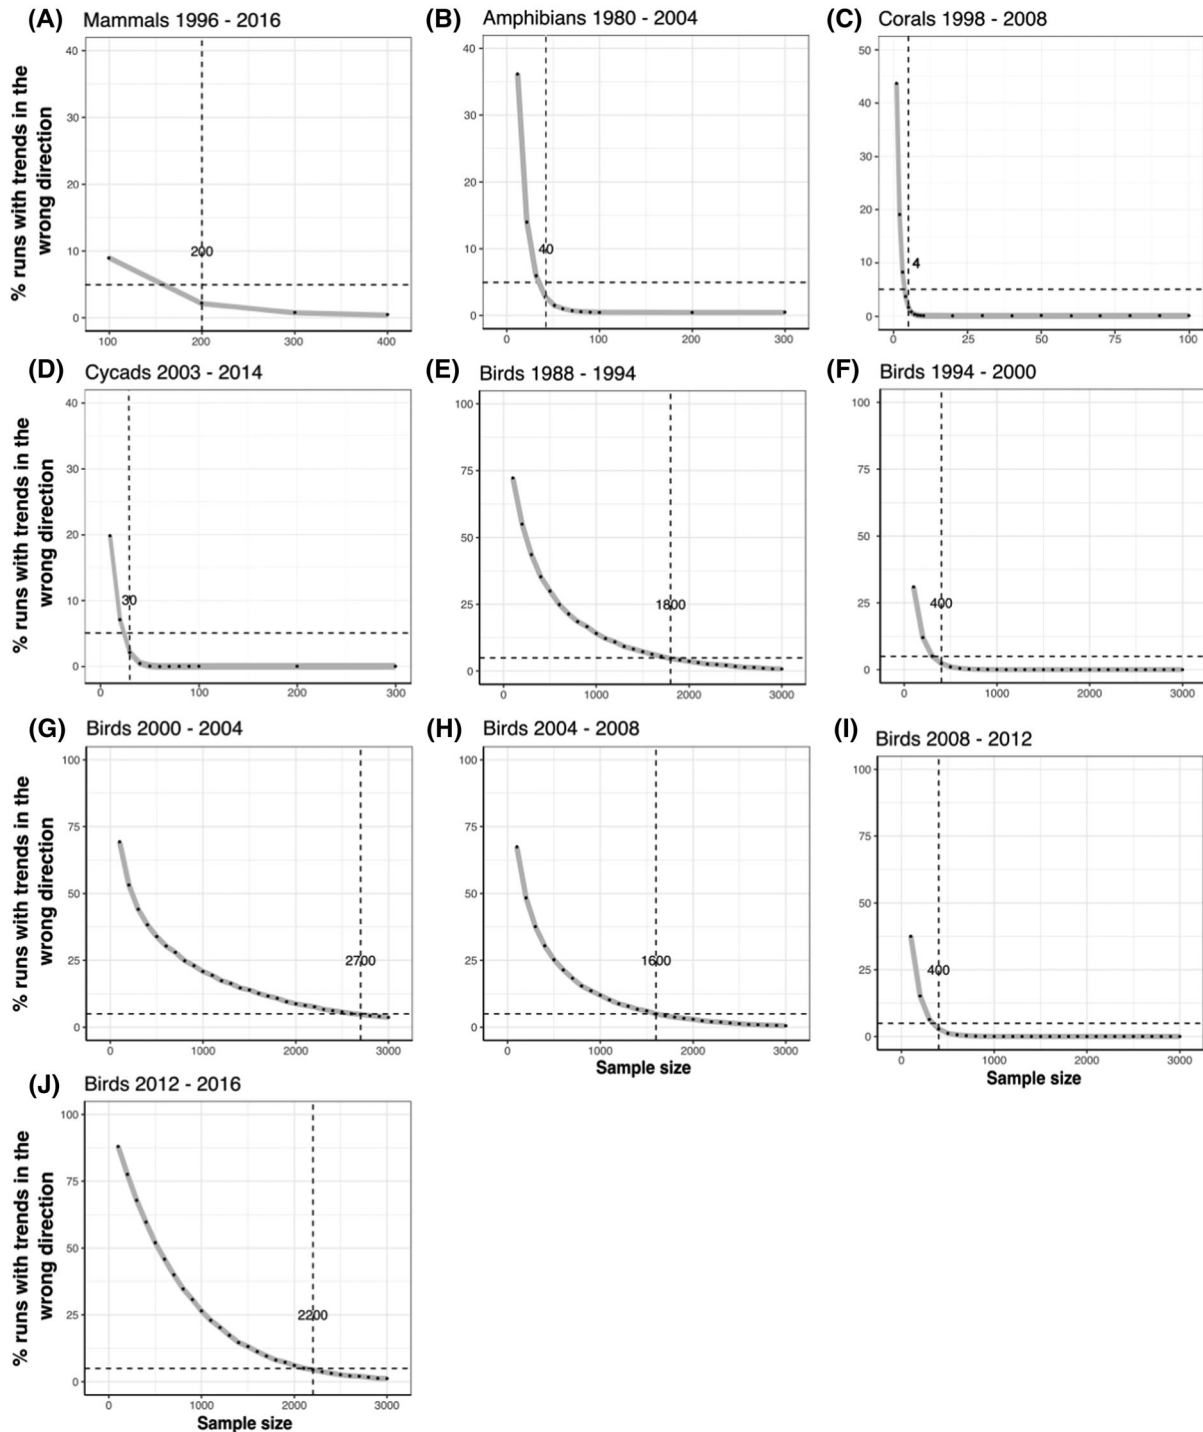 (A) Mammals 1996 - 2016
% runs with trends in the
wrong direction
40
30
20
10
0
200
100 200 300 400
(B) Amphibians 1980 - 2004
40
30
20
10
0
40
0 100 200 300
(C) Corals 1998 - 2008
50
40
30
20
10
0
4
0 25 50 75 100
(D) Cycads 2003 - 2014
% runs with trends in the
wrong direction
40
30
20
10
0
30
0 100 200 300
(E) Birds 1988 - 1994
100
75
50
25
0
1800
0 1000 2000 3000
(F) Birds 1994 - 2000
100
75
50
25
0
400
0 1000 2000 3000
(G) Birds 2000 - 2004
% runs with trends in the
wrong direction
100
75
50
25
0
2700
0 1000 2000 3000
(H) Birds 2004 - 2008
100
75
50
25
0
1600
0 1000 2000 3000
Sample size
(I) Birds 2008 - 2012
100
75
50
25
0
400
0 1000 2000 3000
Sample size
(J) Birds 2012 - 2016
% runs with trends in the
wrong direction
100
75
50
25
0
2200
0 1000 2000 3000
Sample size